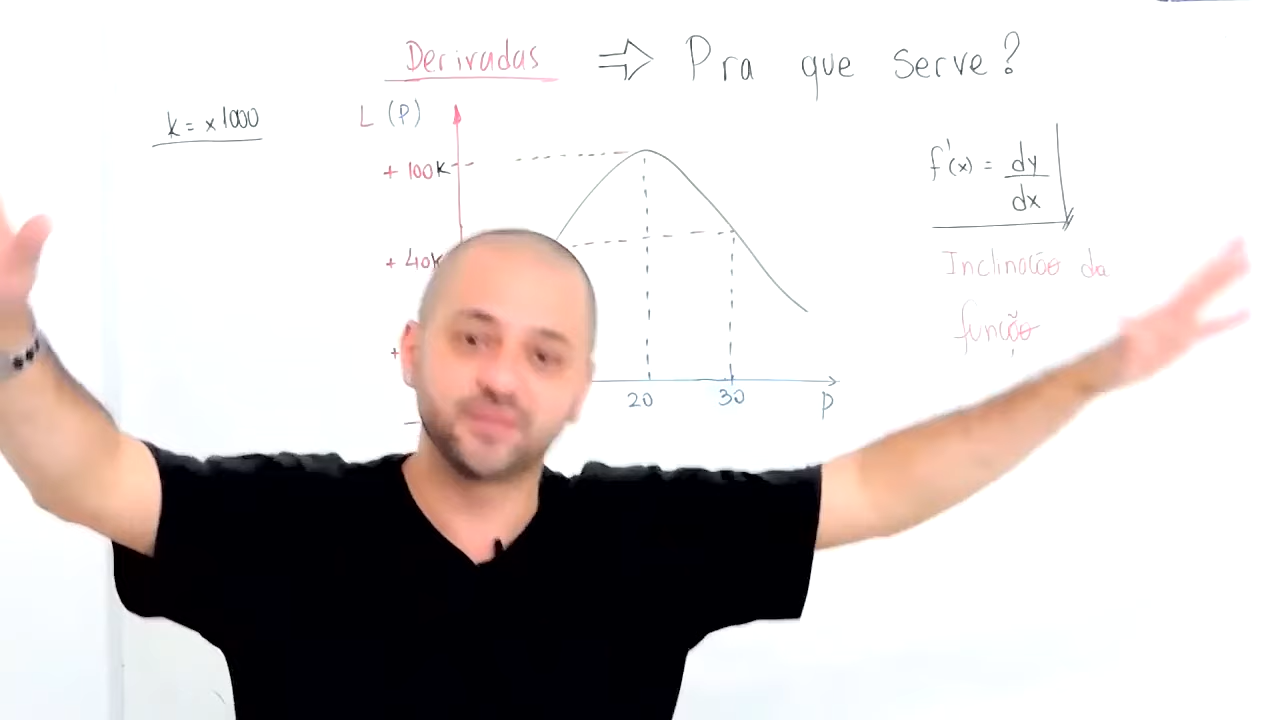 Derivadas ⇒ Pra que serve?
k = x1000
L (P)
+ 100K
+ 40K
+
20
30
P
f'(x) = dy
dx
Inclinação da
função